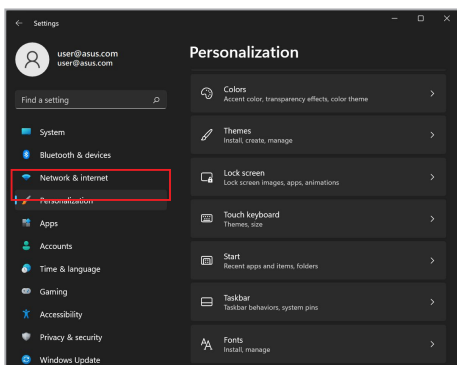 Settings
user@asus.com
user@asus.com
Find a setting
System
Bluetooth & devices
Network & internet
Personalization
Apps
Accounts
Time & language
Gaming
Accessibility
Privacy & security
Windows Update
Personalization
Colors
Accent color, transparency effects, color theme
Themes
Install, create, manage
Lock screen
Lock screen images, apps, animations
Touch keyboard
Themes, size
Start
Recent apps and items, folders
Taskbar
Taskbar behaviors, system pins
Fonts
Install, manage